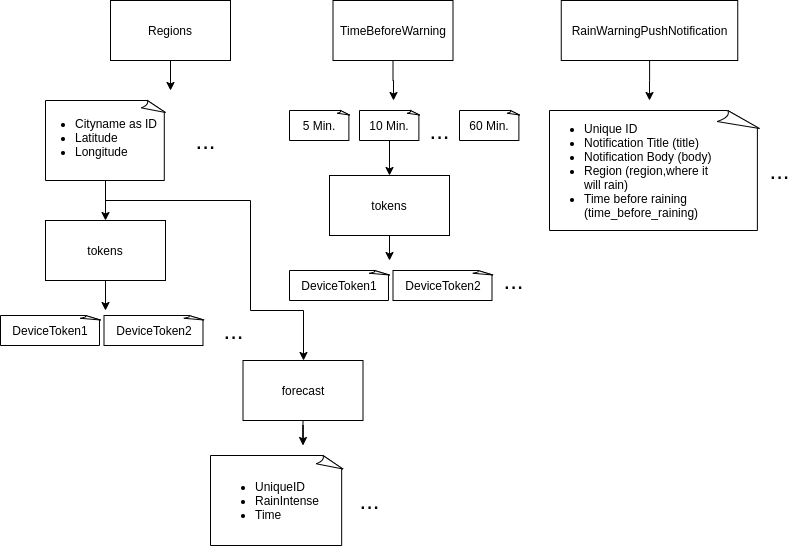 Regions
TimeBeforeWarning
RainWarningPushNotification
Cityname as ID
Latitude
Longitude
...
5 Min.
10 Min.
...
60 Min.
Unique ID
Notification Title (title)
Notification Body (body)
Region (region,where it
will rain)
Time before raining
(time_before_raining)
...
tokens
tokens
DeviceToken1
DeviceToken2
...
DeviceToken1
DeviceToken2
...
forecast
UniqueID
RainIntense
Time
...